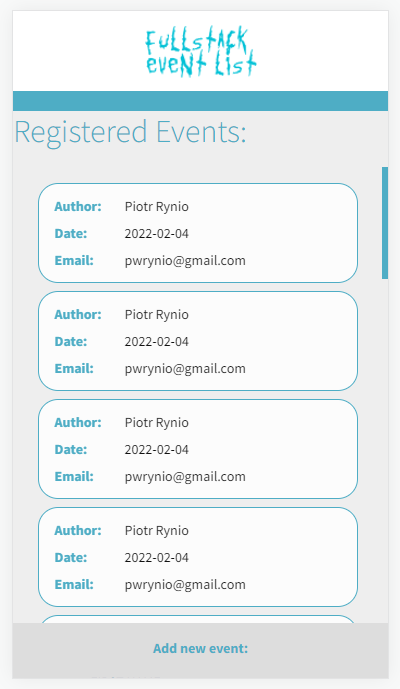 FullStack
eveNt List
Registered Events:
Author: Piotr Rynio
Date: 2022-02-04
Email: pwrynio@gmail.com
Author: Piotr Rynio
Date: 2022-02-04
Email: pwrynio@gmail.com
Author: Piotr Rynio
Date: 2022-02-04
Email: pwrynio@gmail.com
Author: Piotr Rynio
Date: 2022-02-04
Email: pwrynio@gmail.com
Add new event: